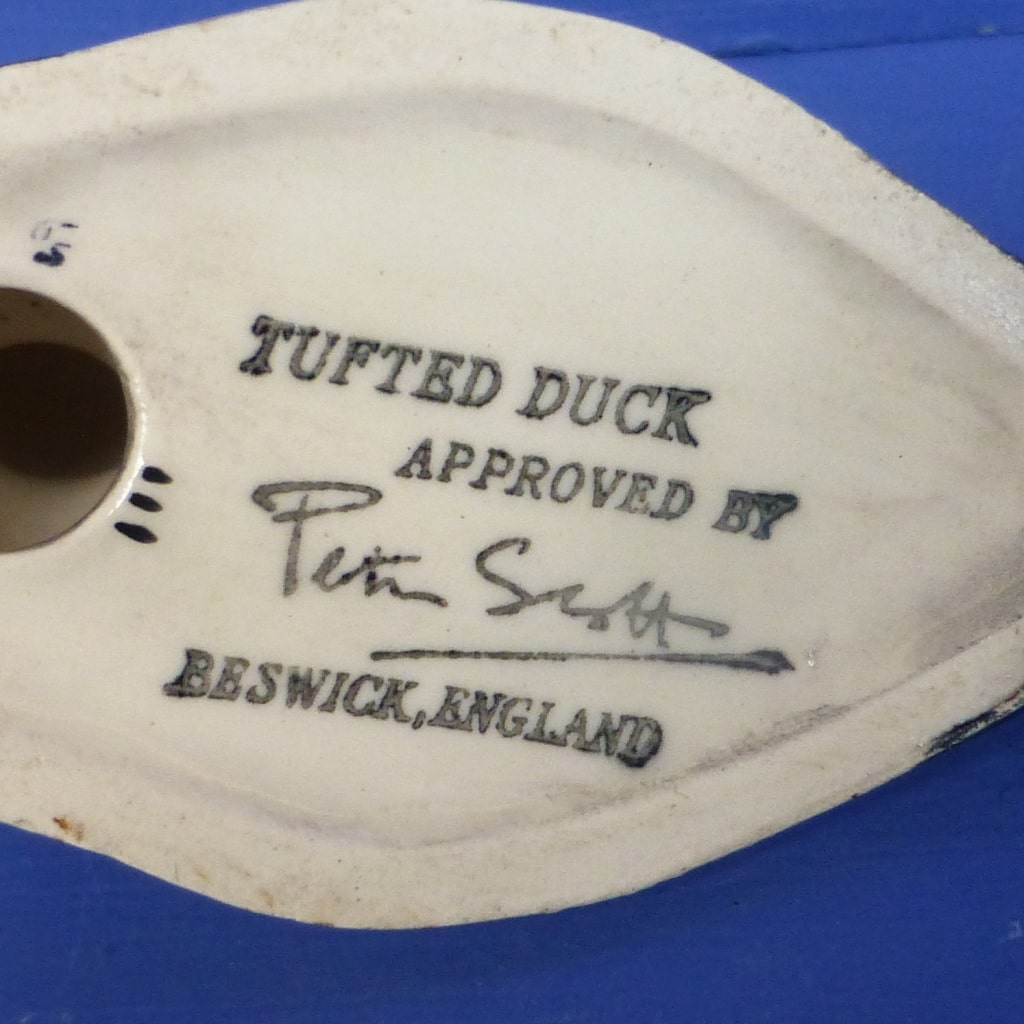 TUFTED DUCK
APPROVED BY
Peter Scott
BESWICK, ENGLAND